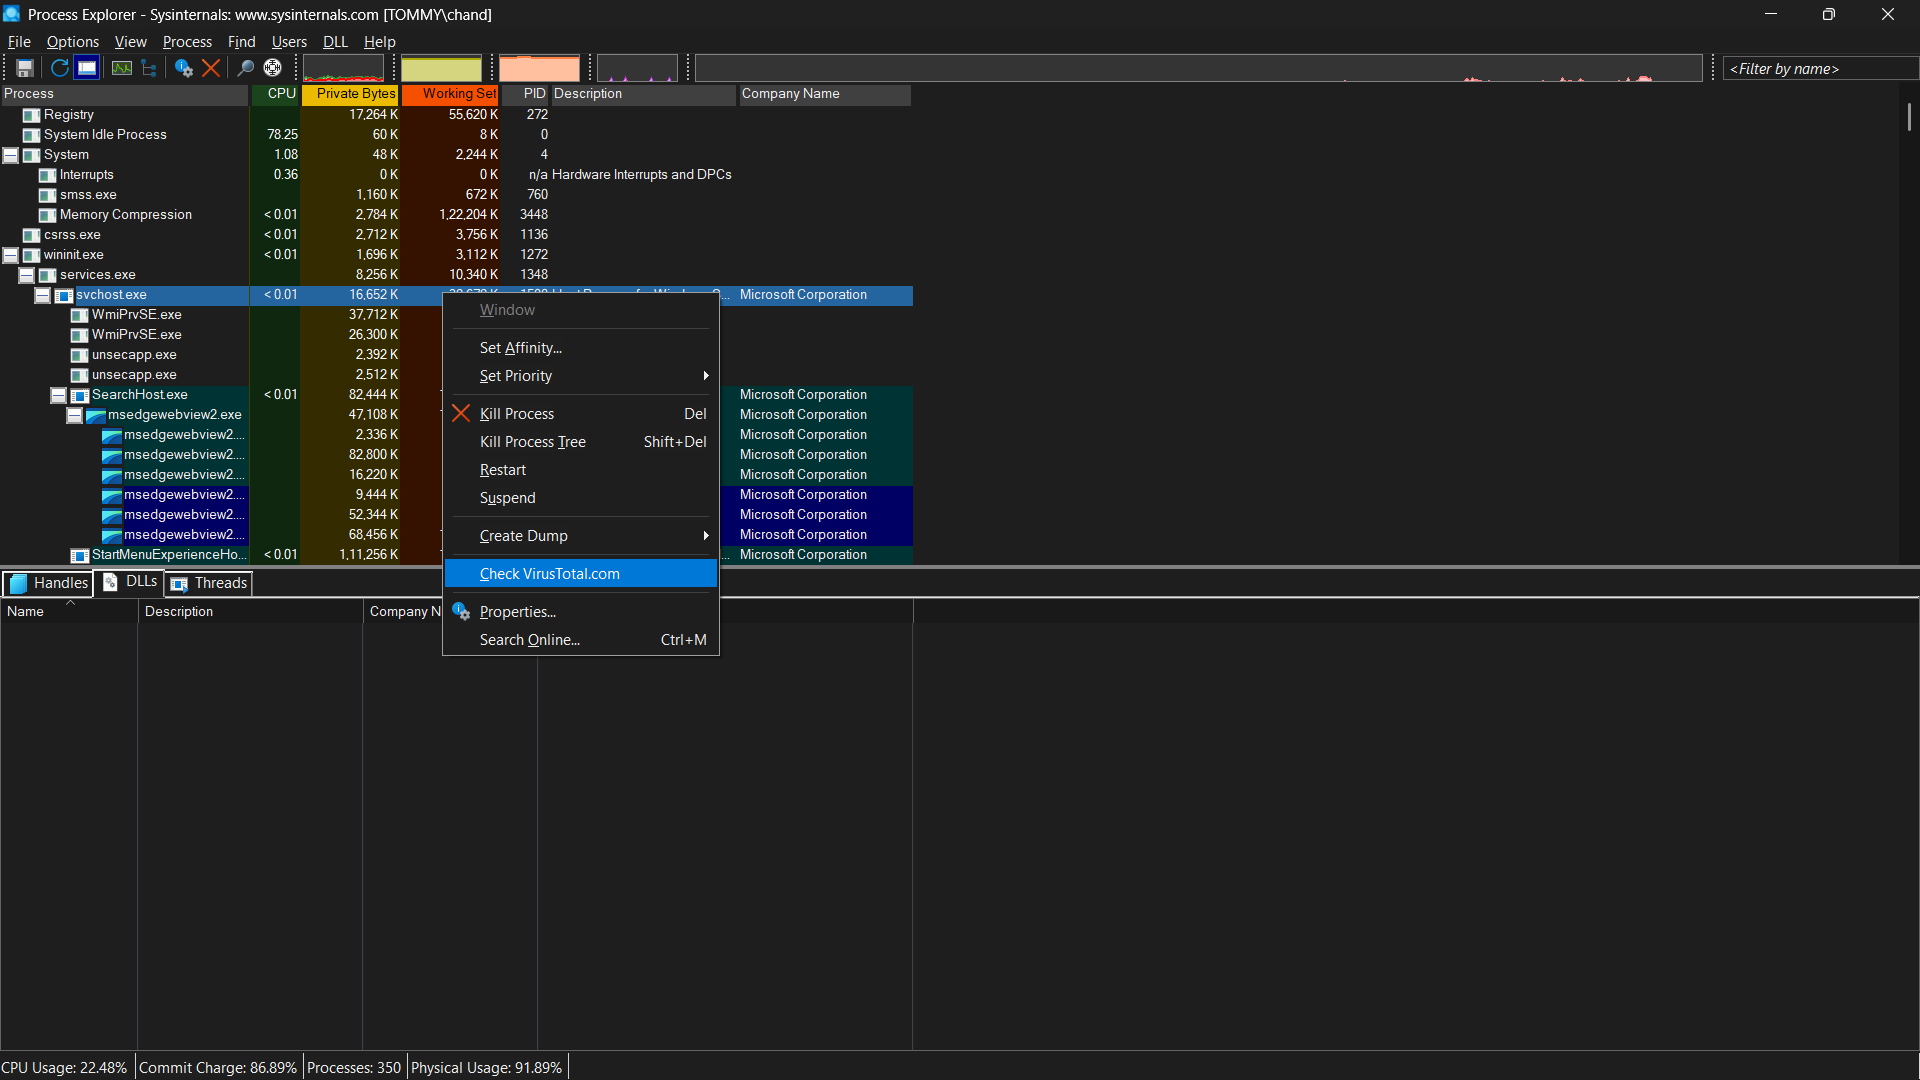 Process Explorer - Sysinternals: www.sysinternals.com [TOMMY\chand]
File Options View Process Find Users DLL Help
<Filter by name>
Process CPU Private Bytes Working Set PID Description Company Name
Registry 17,264 K 55,620 K 272
System Idle Process 78.25 60 K 8 K 0
System 1.08 48 K 2,244 K 4
Interrupts 0.36 0 K 0 K n/a Hardware Interrupts and DPCs
smss.exe 1,160 K 672 K 760
Memory Compression < 0.01 2,784 K 1,22,204 K 3448
csrss.exe < 0.01 2,712 K 3,756 K 1136
wininit.exe < 0.01 1,696 K 3,112 K 1272
services.exe 8,256 K 10,340 K 1348
svchost.exe < 0.01 16,652 K Microsoft Corporation
WmiPrvSE.exe 37,712 K
WmiPrvSE.exe 26,300 K
unsecapp.exe 2,392 K
unsecapp.exe 2,512 K
SearchHost.exe < 0.01 82,444 K Microsoft Corporation
msedgewebview2.exe 47,108 K Microsoft Corporation
msedgewebview2.... 2,336 K Microsoft Corporation
msedgewebview2.... 82,800 K Microsoft Corporation
msedgewebview2.... 16,220 K Microsoft Corporation
msedgewebview2.... 9,444 K Microsoft Corporation
msedgewebview2.... 52,344 K Microsoft Corporation
msedgewebview2.... 68,456 K Microsoft Corporation
StartMenuExperienceHo... < 0.01 1,11,256 K ... Microsoft Corporation
Window
Set Affinity...
Set Priority
Kill Process Del
Kill Process Tree Shift+Del
Restart
Suspend
Create Dump
Check VirusTotal.com
Properties...
Search Online... Ctrl+M
Handles DLLs Threads
Name Description Company N
CPU Usage: 22.48% Commit Charge: 86.89% Processes: 350 Physical Usage: 91.89%